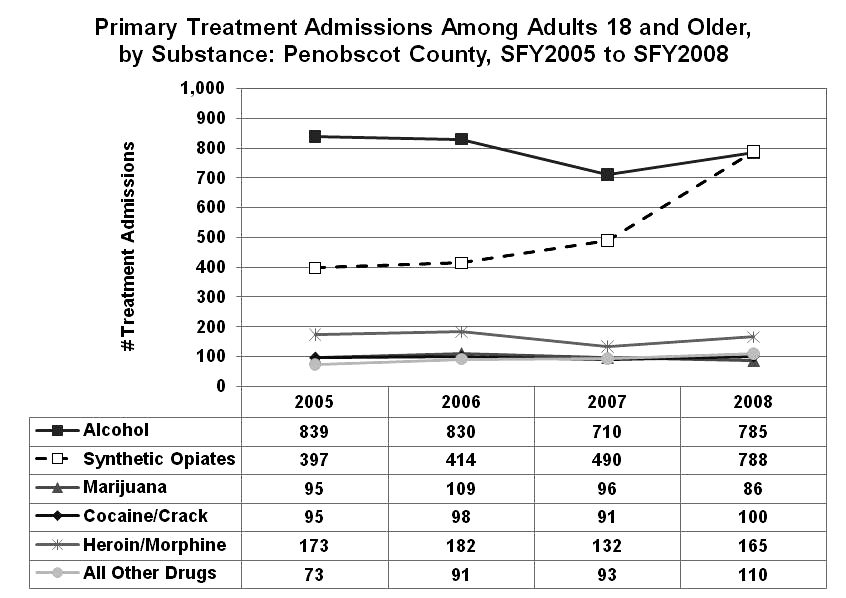 Primary Treatment Admissions Among Adults 18 and Older,
by Substance: Penobscot County, SFY2005 to SFY2008
#Treatment Admissions
1,000
900
800
700
600
500
400
300
200
100
0
2005 2006 2007 2008
Alcohol 839 830 710 785
Synthetic Opiates 397 414 490 788
Marijuana 95 109 96 86
Cocaine/Crack 95 98 91 100
Heroin/Morphine 173 182 132 165
All Other Drugs 73 91 93 110